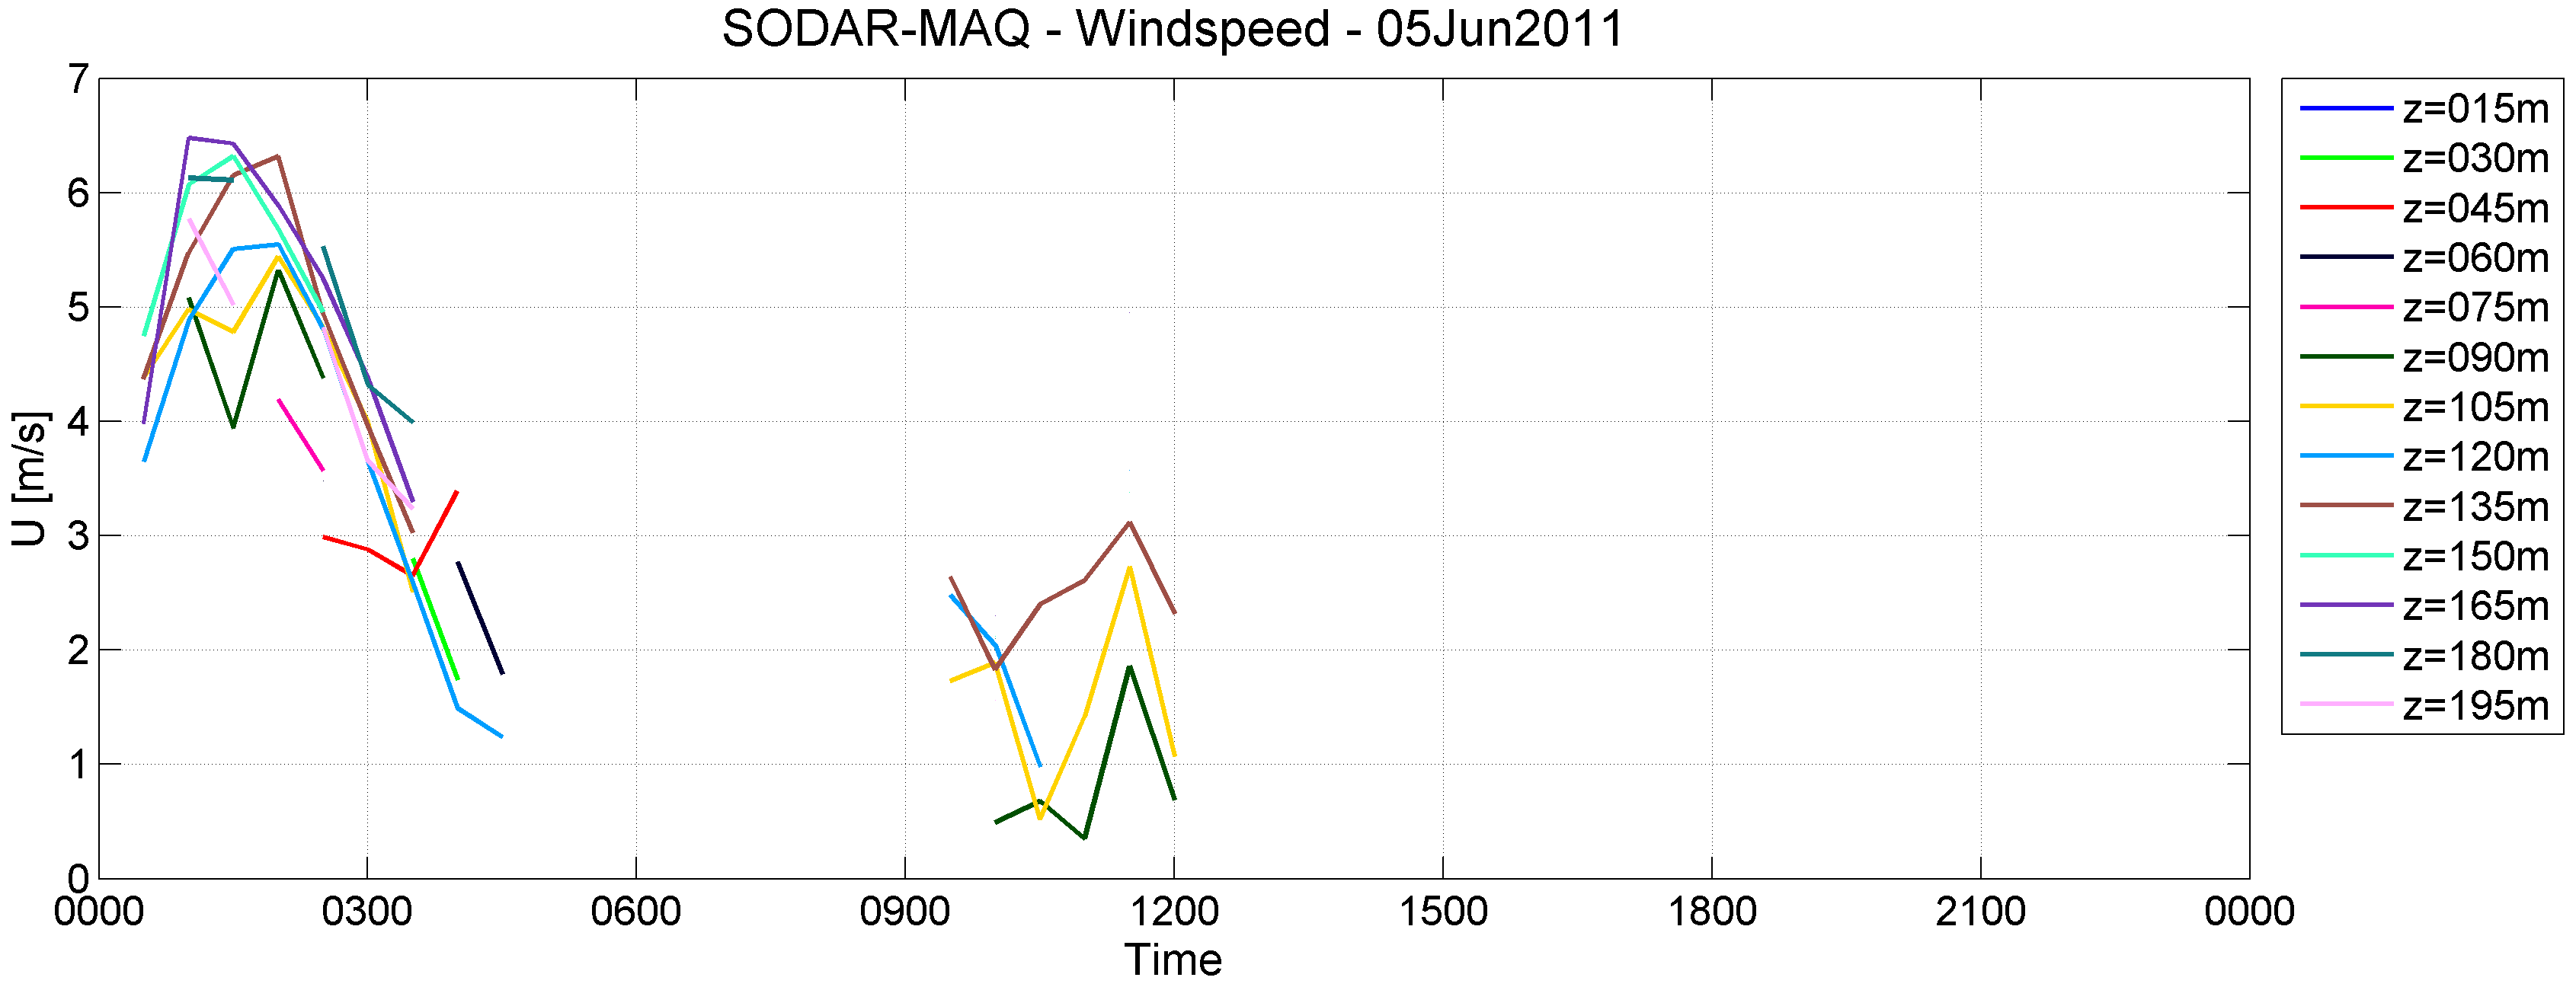 SODAR-MAQ - Windspeed - 05Jun2011
7
6
5
4
3
2
1
0
U [m/s]
0000 0300 0600 0900 1200 1500 1800 2100 0000
Time
z=015m
z=030m
z=045m
z=060m
z=075m
z=090m
z=105m
z=120m
z=135m
z=150m
z=165m
z=180m
z=195m